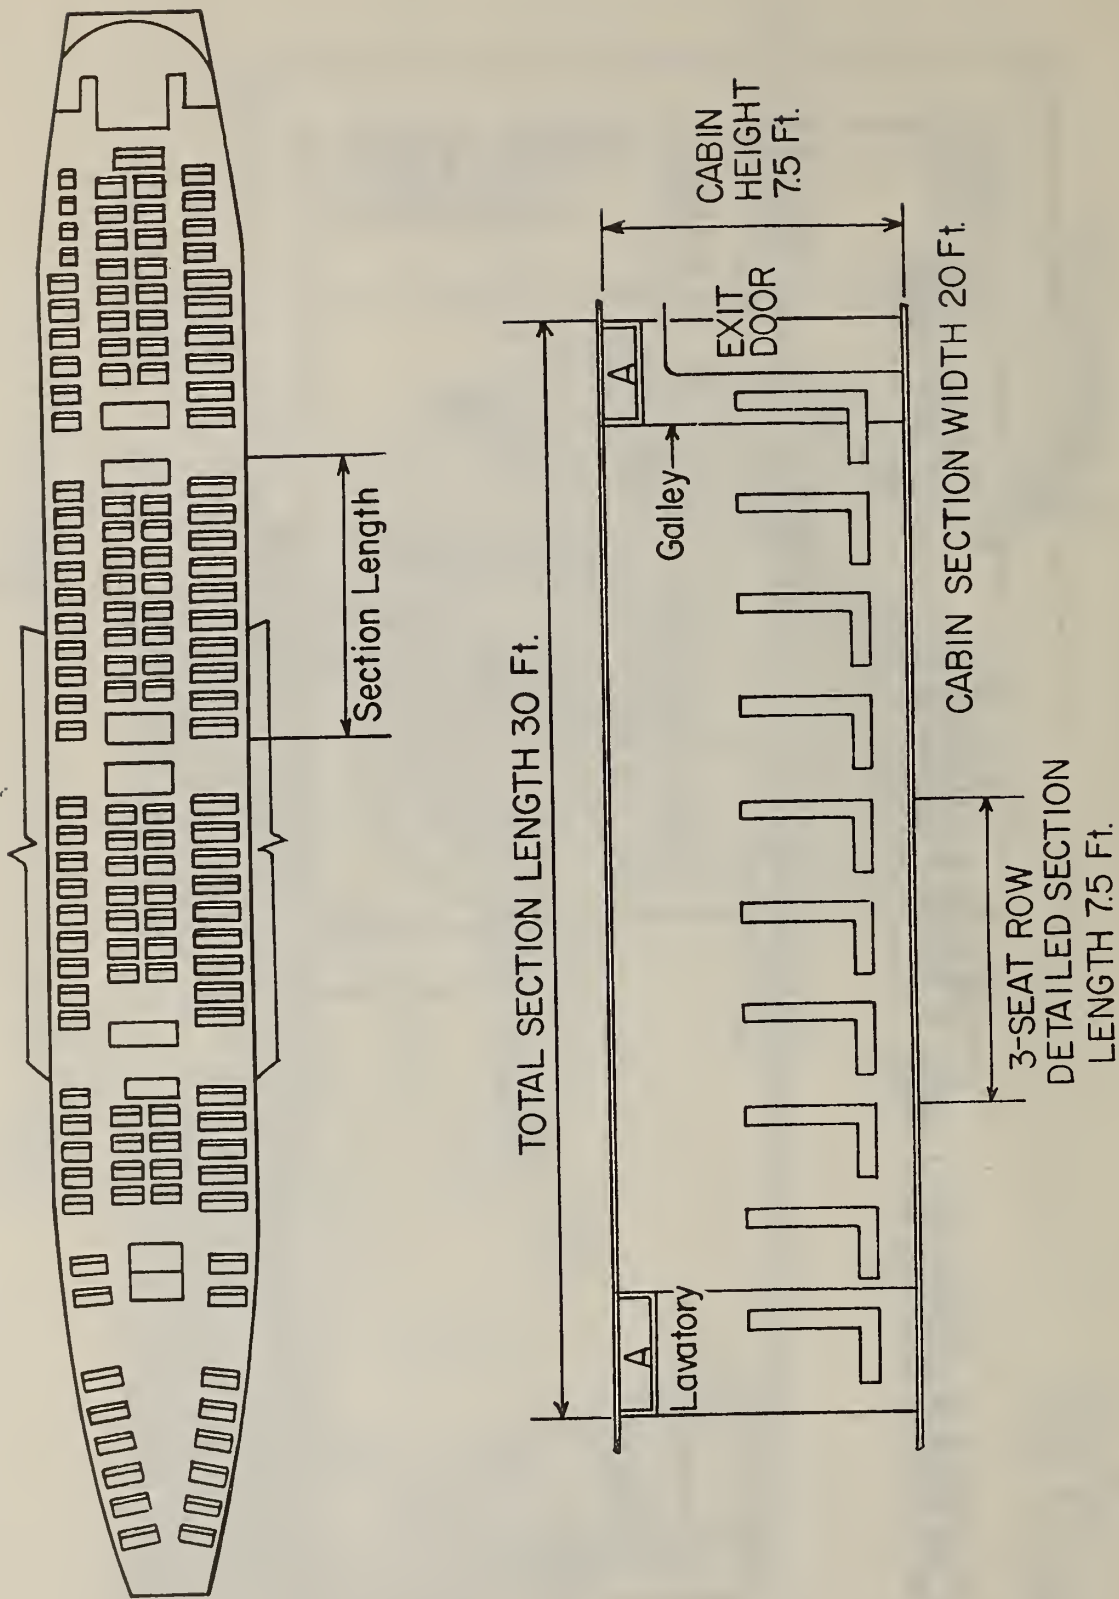 Section Length
TOTAL SECTION LENGTH 30 Ft.
A
Lavatory
Galley
A
EXIT
DOOR
CABIN
HEIGHT
7.5 Ft.
3-SEAT ROW
DETAILED SECTION
LENGTH 7.5 Ft.
CABIN SECTION WIDTH 20 Ft.